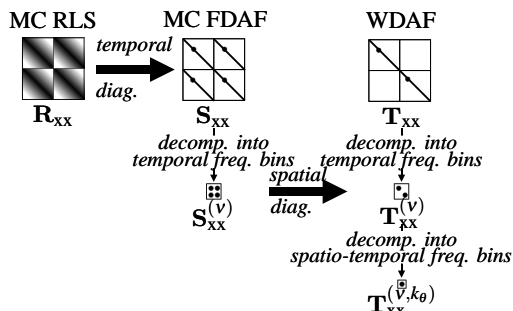 MC RLS MC FDAF WDAF
temporal
diag.
R_xx S_xx T_xx
decomp. into decomp. into
temporal freq. bins temporal freq. bins
spatial
diag.
S_xx^(ν) T_xx^(ν)
decomp. into
spatio-temporal freq. bins
T_xx^(ν,k_θ)